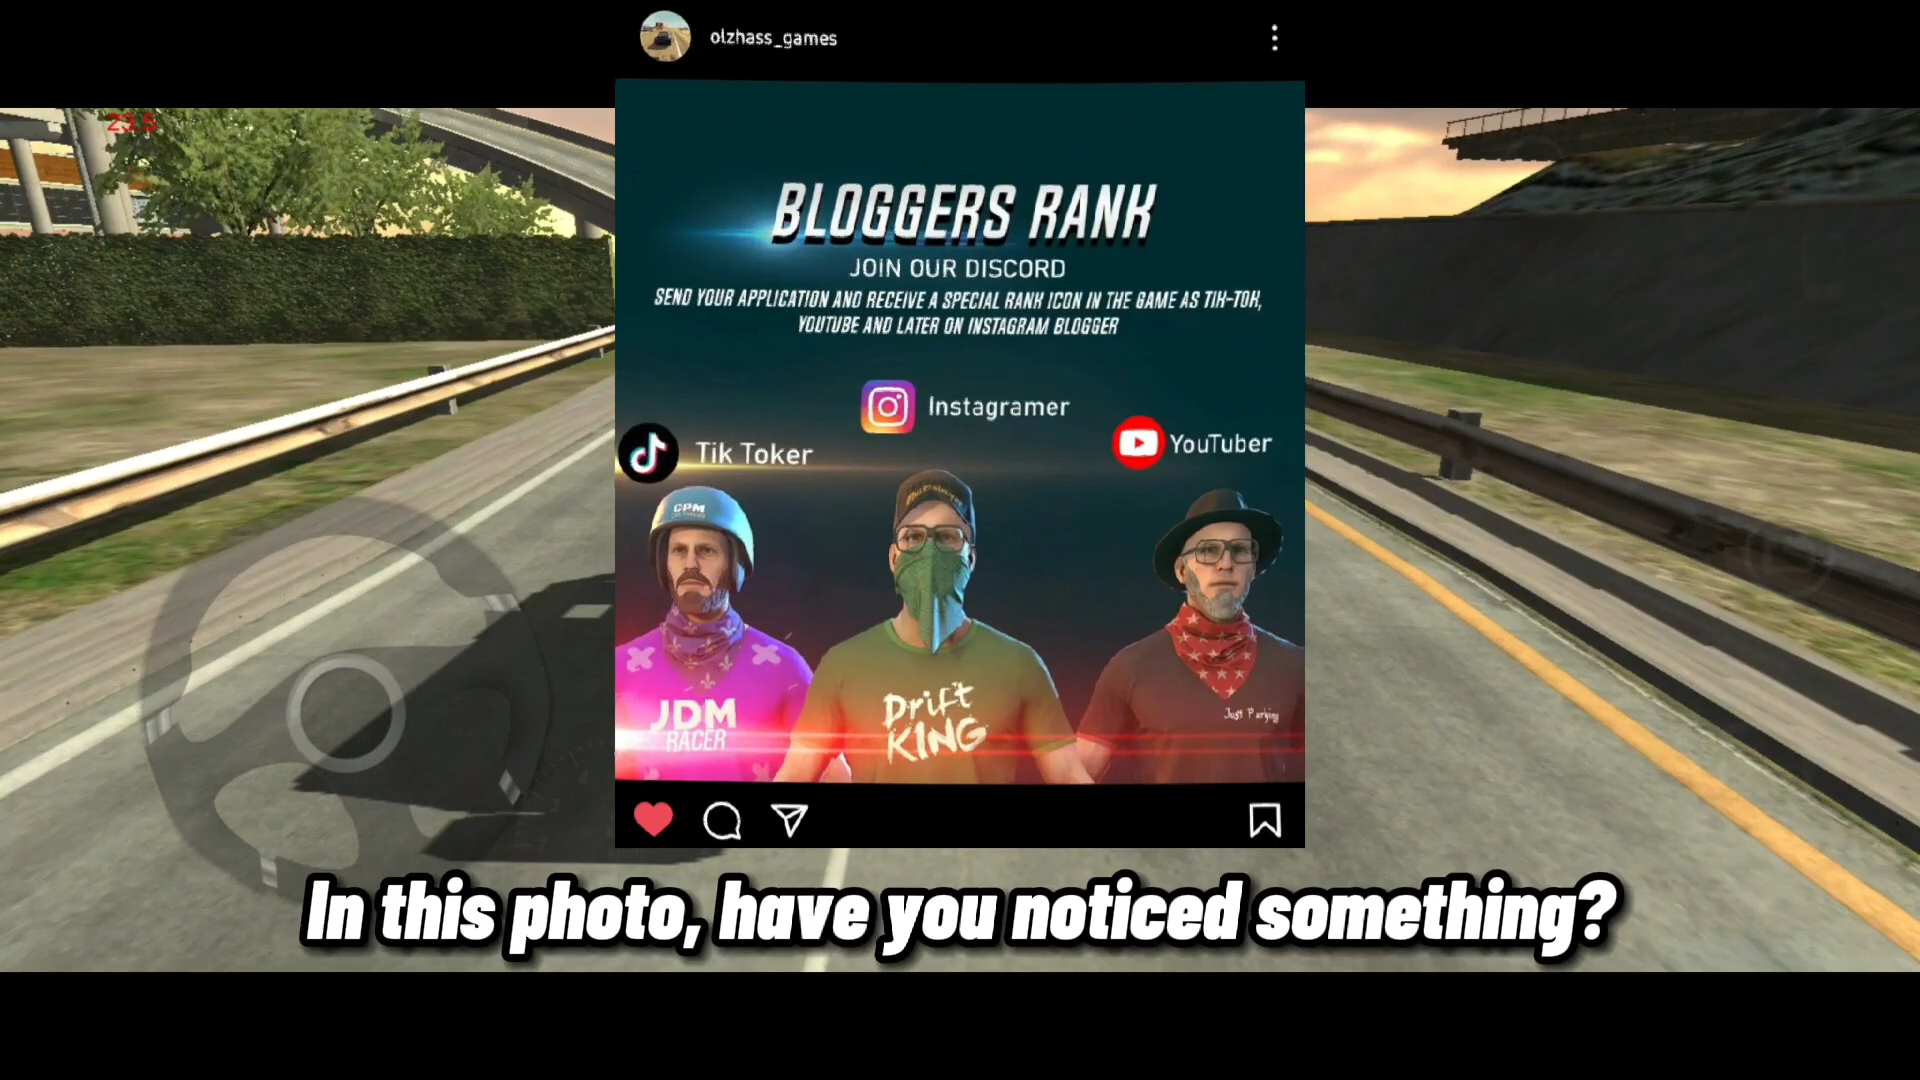 olzhass_games
23.5
BLOGGERS RANK
JOIN OUR DISCORD
SEND YOUR APPLICATION AND RECEIVE A SPECIAL RANK ICON IN THE GAME AS TIK-TOK,
YOUTUBE AND LATER ON INSTAGRAM BLOGGER
Instagramer
Tik Toker
YouTuber
CPM
JDM
RACER
Drift
KING
Just Parking
In this photo, have you noticed something?